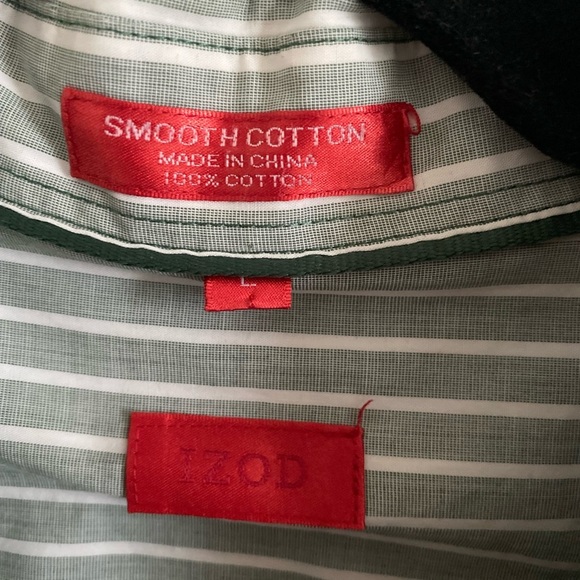 SMOOTH COTTON
MADE IN CHINA
100% COTTON
L
IZOD